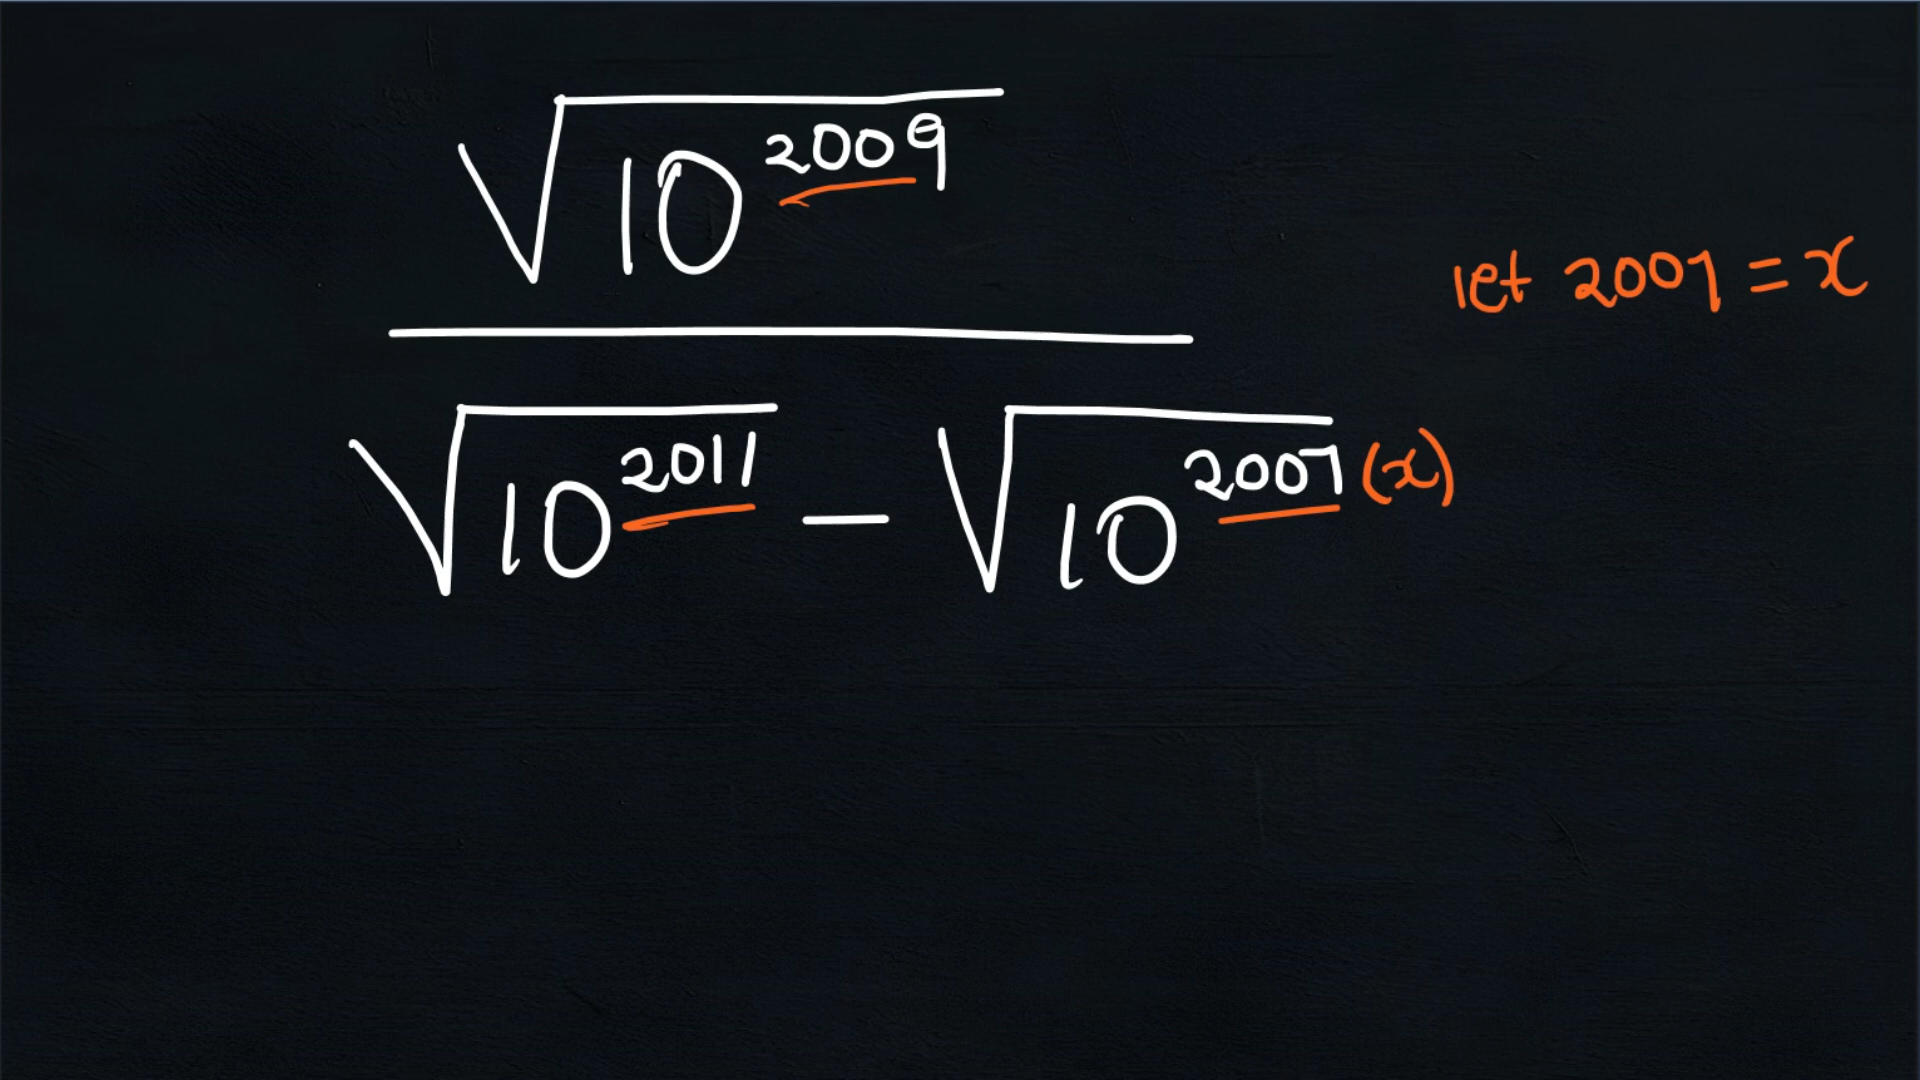 √10^2009
let 2007 = x
√10^2011 − √10^2007 (x)